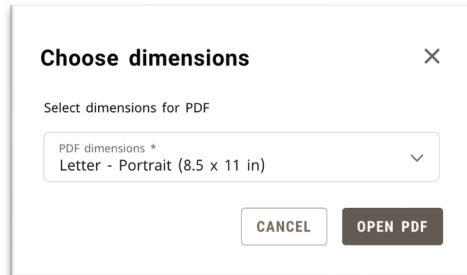 Choose dimensions
Select dimensions for PDF
PDF dimensions *
Letter - Portrait (8.5 x 11 in)
CANCEL OPEN PDF